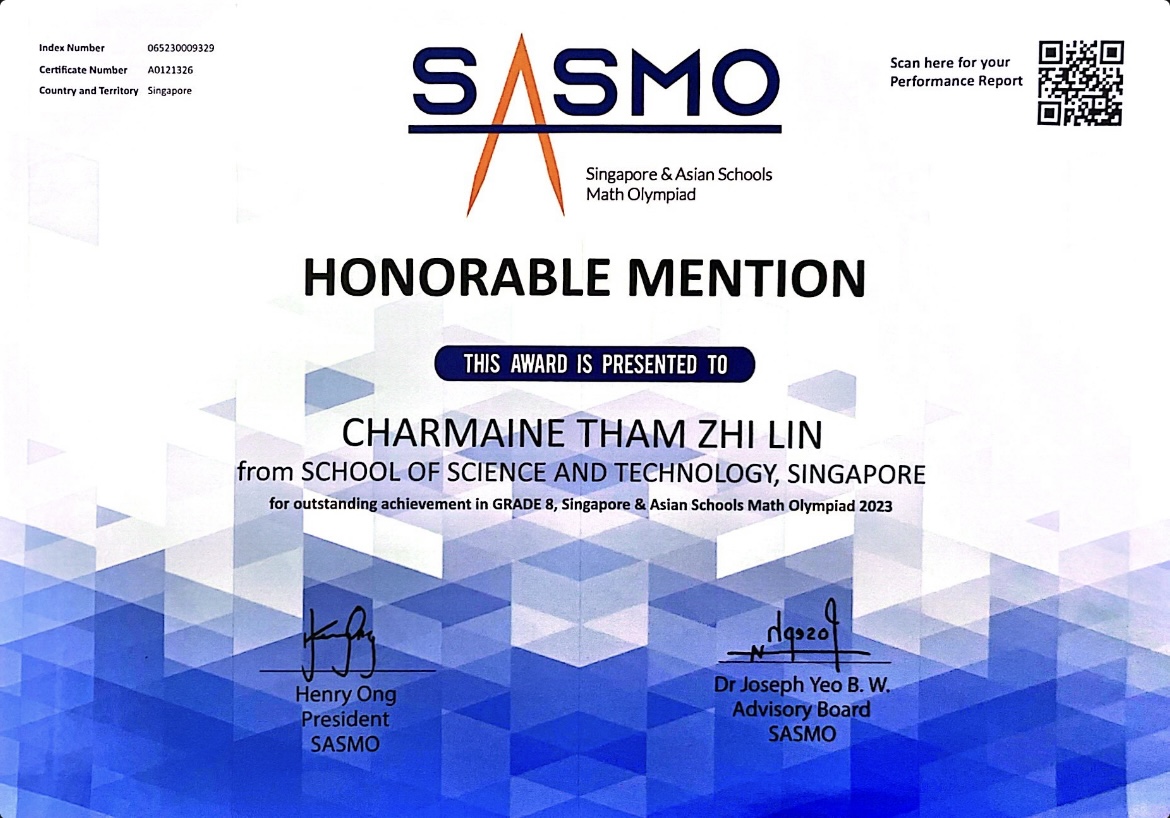 Index Number 065230009329
Certificate Number A0121326
Country and Territory Singapore
SASMO
Singapore & Asian Schools
Math Olympiad
Scan here for your
Performance Report
HONORABLE MENTION
THIS AWARD IS PRESENTED TO
CHARMAINE THAM ZHI LIN
from SCHOOL OF SCIENCE AND TECHNOLOGY, SINGAPORE
for outstanding achievement in GRADE 8, Singapore & Asian Schools Math Olympiad 2023
Henry Ong
President
SASMO
Dr Joseph Yeo B. W.
Advisory Board
SASMO